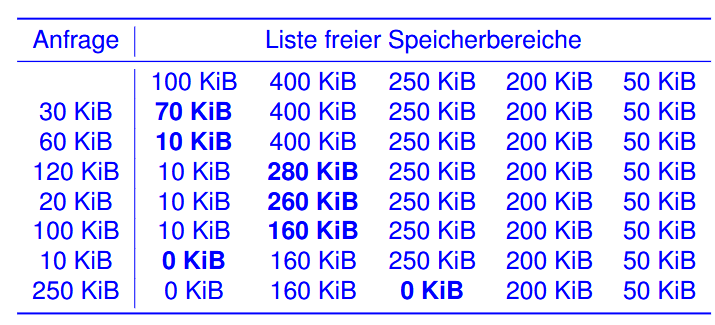 Anfrage Liste freier Speicherbereiche
100 KiB 400 KiB 250 KiB 200 KiB 50 KiB
30 KiB 70 KiB 400 KiB 250 KiB 200 KiB 50 KiB
60 KiB 10 KiB 400 KiB 250 KiB 200 KiB 50 KiB
120 KiB 10 KiB 280 KiB 250 KiB 200 KiB 50 KiB
20 KiB 10 KiB 260 KiB 250 KiB 200 KiB 50 KiB
100 KiB 10 KiB 160 KiB 250 KiB 200 KiB 50 KiB
10 KiB 0 KiB 160 KiB 250 KiB 200 KiB 50 KiB
250 KiB 0 KiB 160 KiB 0 KiB 200 KiB 50 KiB